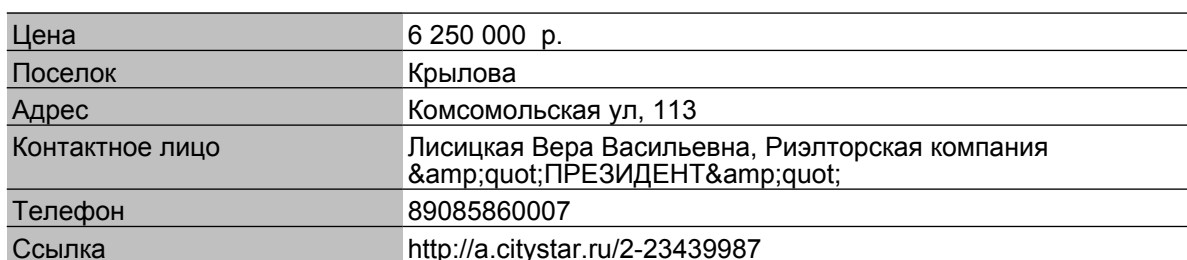 Цена 6 250 000 р.
Поселок Крылова
Адрес Комсомольская ул, 113
Контактное лицо Лисицкая Вера Васильевна, Риэлторская компания
&amp;quot;ПРЕЗИДЕНТ&amp;quot;
Телефон 89085860007
Ссылка http://a.citystar.ru/2-23439987